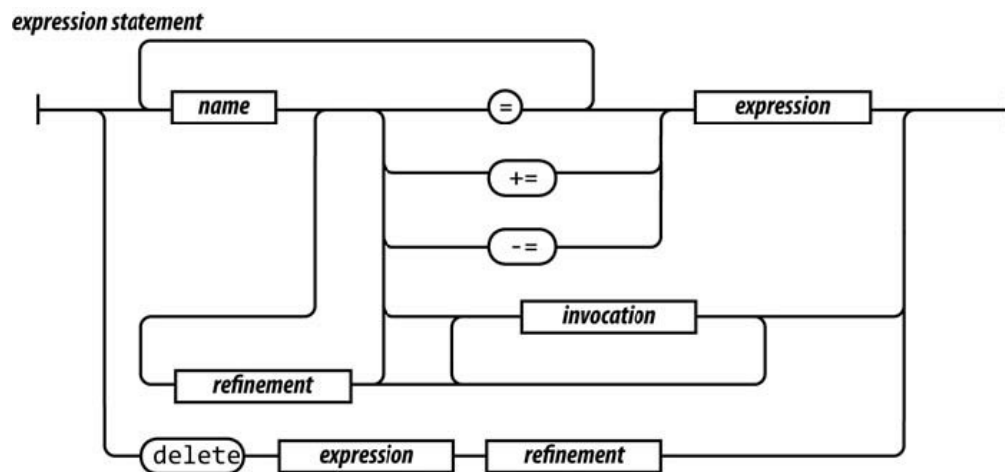 expression statement
name = expression
+=
-=
invocation
refinement
delete expression refinement